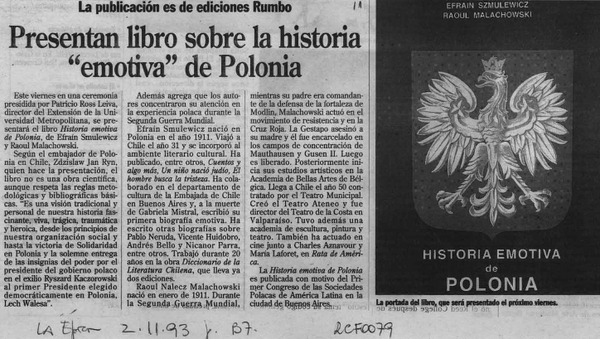 La publicación es de ediciones Rumbo
Presentan libro sobre la historia
"emotiva" de Polonia
Este viernes en una ceremonia
presidida por Patricio Ross Leiva,
director del Extensión de la Uni-
versidad Metropolitana, se pre-
sentará el libro Historia emotiva
de Polonia, de Efraín Smulewicz
y Raoul Malachowski.
Según el embajador de Polo-
nia en Chile, Zdzislaw Jan Ryn,
quien hace la presentación, el libro
no es una obra científica,
aunque respeta las reglas meto-
dológicas y bibliográficas bási-
cas. "Es una visión tradicional y
personal de nuestra historia fas-
cinante, viva, trágica, traumática
y heroica, desde los principios de
nuestra organización social y
hasta la victoria de Solidaridad
en Polonia y la solemne entrega
de las insignias del poder por el
presidente del gobierno polaco
en el exilio Ryszard Kaczorowski
al primer Presidente elegido
democráticamente en Polonia,
Lech Walesa".
Además agrega que los auto-
res concentraron su atención en
la experiencia polaca durante la
Segunda Guerra Mundial.
Efraín Smulewicz nació en
Polonia en el año 1911. Viajó a
Chile el año 31 y se incorporó al
ambiente literario cultural. Ha
publicado, entre otros, Cuentos y
algo más, Un niño nació judío, El
hombre busca la tristeza. Ha cola-
borado en el departamento de
cultura de la Embajada de Chile
en Buenos Aires y, a la muerte
de Gabriela Mistral, escribió su
primera biografía emotiva. Ha
escrito otras biografías sobre
Pablo Neruda, Vicente Huidobro,
Andrés Bello y Nicanor Parra,
entre otros. Trabajó durante 20
años en la obra Diccionario de la
Literatura Chilena, que lleva ya
dos ediciones.
Raoul Nalecz Malachowski
nació en enero de 1911. Durante
la Segunda Guerra Mundial,
mientras su padre era comandan-
te de la defensa de la fortaleza de
Modlin, Malachowski actuó en el
movimiento de resistencia y en la
Cruz Roja. La Gestapo asesinó a
su madre y él fue encarcelado en
los campos de concentración de
Mauthausen y Gusen II. Luego
es liberado. Posteriormente ini-
cia sus estudios artísticos en la
Academia de Bellas Artes de Bél-
gica. Llega a Chile el año 50 con-
tratado por el Teatro Municipal.
Creó el Teatro Ateneo y fue
director del Teatro de la Costa en
Valparaíso. Tuvo además una
academia de escultura, pintura y
teatro. También ha actuado en
cine junto a Charles Aznavour y
María Laforet, en Rata de Améri-
ca.
La Historia emotiva de Polonia
es publicada con motivo del Pri-
mer Congreso de las Sociedades
Polacas de América Latina en la
ciudad de Buenos Aires.
EFRAIN SZMULEWICZ
RAOUL MALACHOWSKI
HISTORIA EMOTIVA
de
POLONIA
La portada del libro, que será presentado el próximo viernes.
LA Época 2.11.93 p. B7.
2CF0079